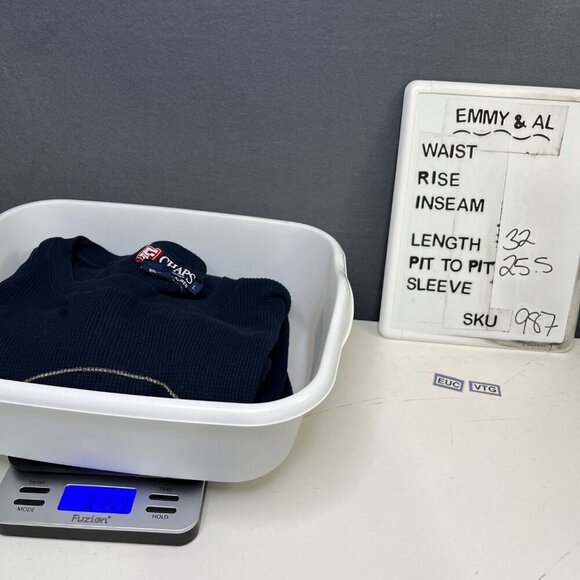 EMMY & AL
WAIST
RISE
INSEAM
LENGTH 32
PIT TO PIT 25.5
SLEEVE
SKU 987
CHAPS
EUC VTG
MODE
HOLD
Fuzion